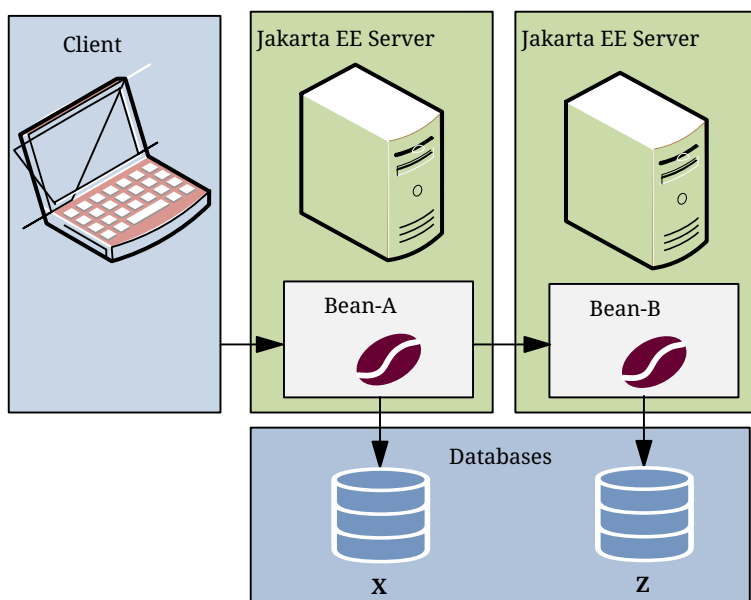 Client
Jakarta EE Server
Jakarta EE Server
Bean-A
Bean-B
Databases
X
Z